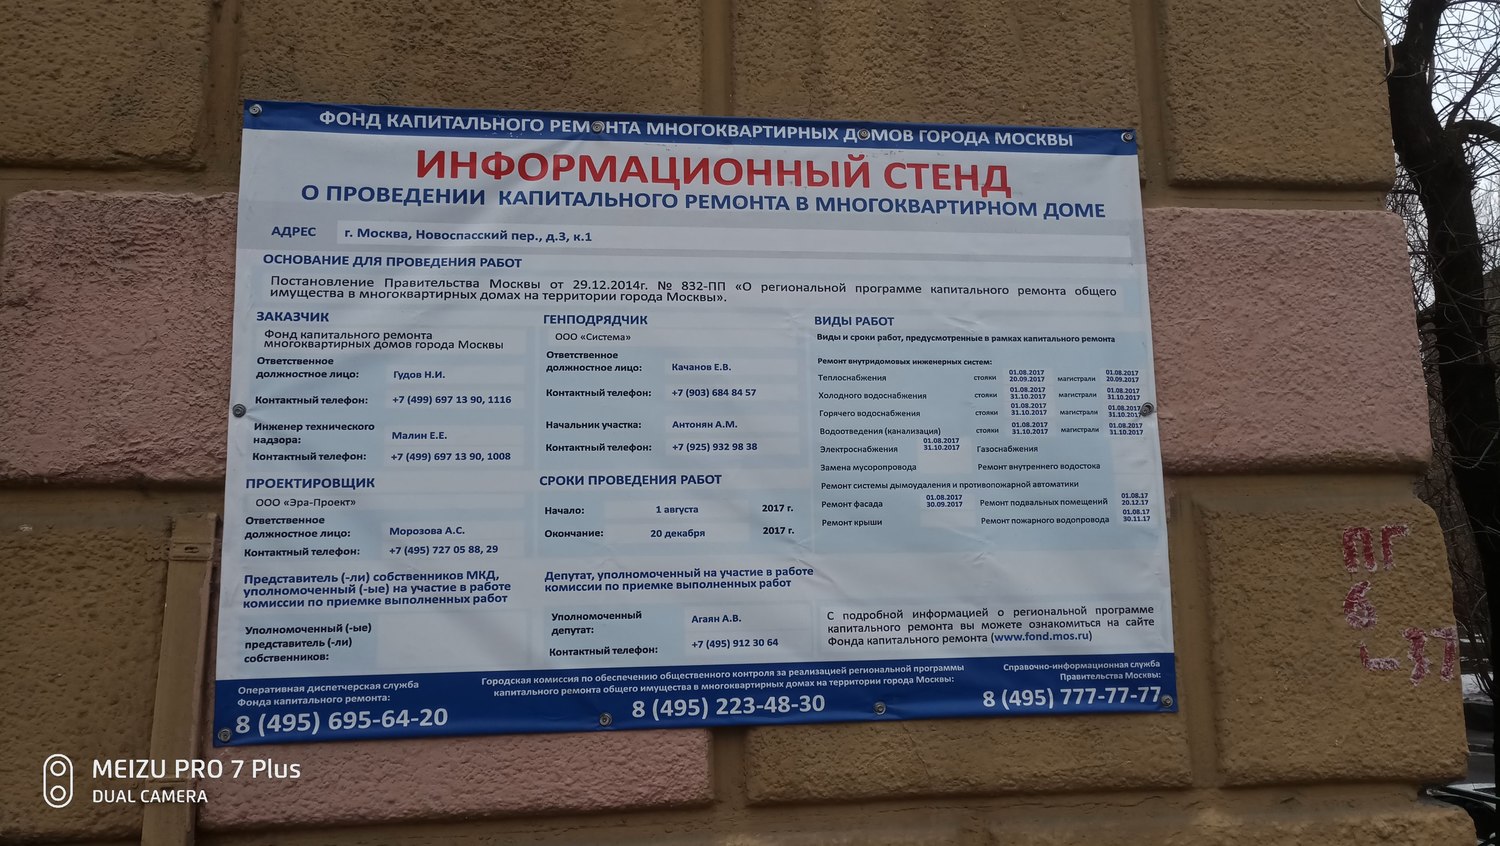 ФОНД КАПИТАЛЬНОГО РЕМОНТА МНОГОКВАРТИРНЫХ ДОМОВ ГОРОДА МОСКВЫ
ИНФОРМАЦИОННЫЙ СТЕНД
О ПРОВЕДЕНИИ КАПИТАЛЬНОГО РЕМОНТА В МНОГОКВАРТИРНОМ ДОМЕ
АДРЕС г. Москва, Новоспасский пер., д.3, к.1
ОСНОВАНИЕ ДЛЯ ПРОВЕДЕНИЯ РАБОТ
Постановление Правительства Москвы от 29.12.2014г. № 832-ПП «О региональной программе капитального ремонта общего
имущества в многоквартирных домах на территории города Москвы».
ЗАКАЗЧИК
Фонд капитального ремонта
многоквартирных домов города Москвы
Ответственное
должностное лицо: Гудов Н.И.
Контактный телефон: +7 (499) 697 13 90, 1116
Инженер технического
надзора: Малин Е.Е.
Контактный телефон: +7 (499) 697 13 90, 1008
ПРОЕКТИРОВЩИК
ООО «Эра-Проект»
Ответственное
должностное лицо: Морозова А.С.
Контактный телефон: +7 (495) 727 05 88, 29
Представитель (-ли) собственников МКД,
уполномоченный (-ые) на участие в работе
комиссии по приемке выполненных работ
Уполномоченный (-ые)
представитель (-ли)
собственников:
ГЕНПОДРЯДЧИК
ООО «Система»
Ответственное
должностное лицо: Качанов Е.В.
Контактный телефон: +7 (903) 684 84 57
Начальник участка: Антонян А.М.
Контактный телефон: +7 (925) 932 98 38
СРОКИ ПРОВЕДЕНИЯ РАБОТ
Начало: 1 августа 2017 г.
Окончание: 20 декабря 2017 г.
Депутат, уполномоченный на участие в работе
комиссии по приемке выполненных работ
Уполномоченный
депутат: Агаян А.В.
Контактный телефон: +7 (495) 912 30 64
ВИДЫ РАБОТ
Виды и сроки работ, предусмотренные в рамках капитального ремонта
Ремонт внутридомовых инженерных систем:
Теплоснабжения стояки 01.08.2017 20.09.2017 магистрали 01.08.2017 20.09.2017
Холодного водоснабжения стояки 01.08.2017 31.10.2017 магистрали 01.08.2017 31.10.2017
Горячего водоснабжения стояки 01.08.2017 31.10.2017 магистрали 01.08.2017 31.10.2017
Водоотведения (канализация) стояки 01.08.2017 31.10.2017 магистрали 01.08.2017 31.10.2017
Электроснабжения 01.08.2017 31.10.2017 Газоснабжения
Замена мусоропровода Ремонт внутреннего водостока
Ремонт системы дымоудаления и противопожарной автоматики
Ремонт фасада 01.08.2017 30.09.2017 Ремонт подвальных помещений 01.08.17 20.12.17
Ремонт крыши Ремонт пожарного водопровода 01.08.17 30.11.17
С подробной информацией о региональной программе
капитального ремонта вы можете ознакомиться на сайте
Фонда капитального ремонта (www.fond.mos.ru)
Оперативная диспетчерская служба
Фонда капитального ремонта:
8 (495) 695-64-20
Городская комиссия по обеспечению общественного контроля за реализацией региональной программы
капитального ремонта общего имущества в многоквартирных домах на территории города Москвы:
8 (495) 223-48-30
Справочно-информационная служба
Правительства Москвы:
8 (495) 777-77-77
ПГ
6
MEIZU PRO 7 Plus
DUAL CAMERA